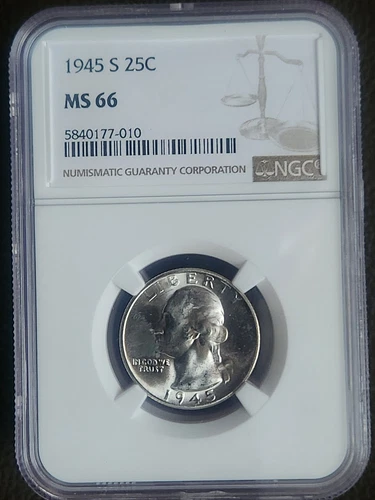 1945 S 25C
MS 66
5840177-010
NUMISMATIC GUARANTY CORPORATION
NGC
LIBERTY
IN GOD WE
TRUST
1945